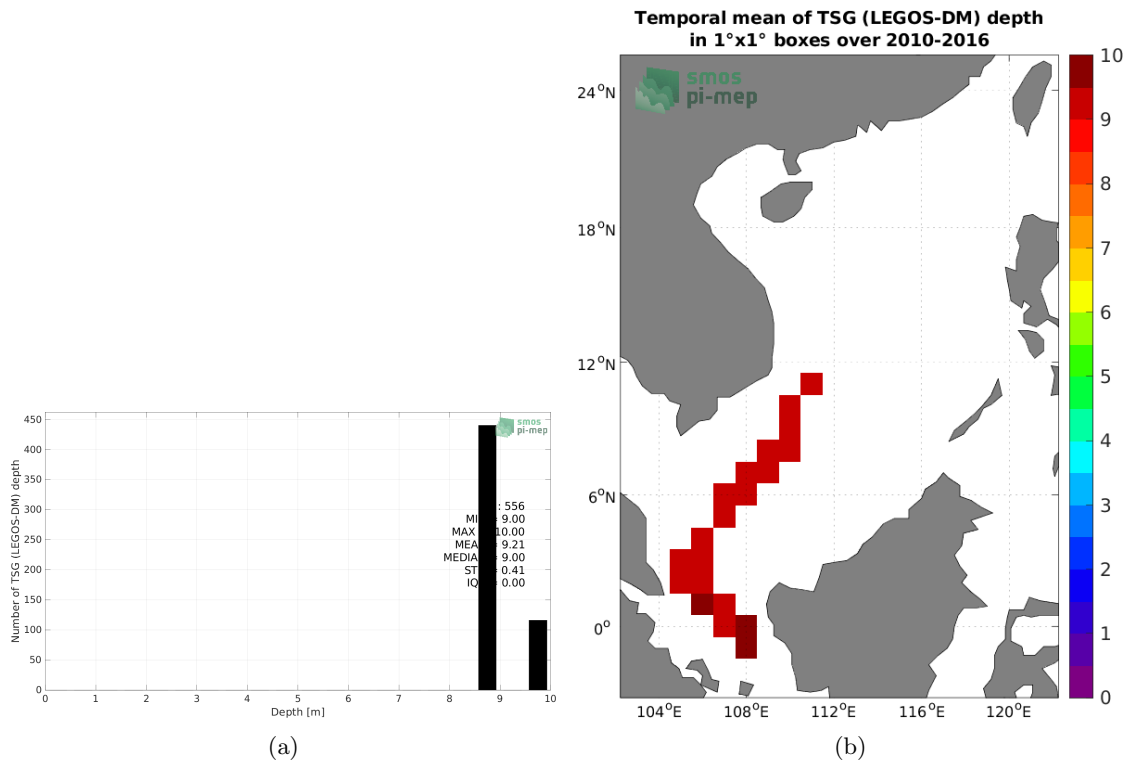 450
400
350
300
250
200
150
100
50
0
Number of TSG (LEGOS-DM) depth
smos
pi-mep
: 556
9.00
MAX 10.00
9.21
MEDIA 9.00
0.41
0.00
0 1 2 3 4 5 6 7 8 9 10
Depth [m]
(a)
Temporal mean of TSG (LEGOS-DM) depth
in 1°x1° boxes over 2010-2016
smos
pi-mep
24°N
18°N
12°N
6°N
0°
104°E 108°E 112°E 116°E 120°E
10
9
8
7
6
5
4
3
2
1
0
(b)